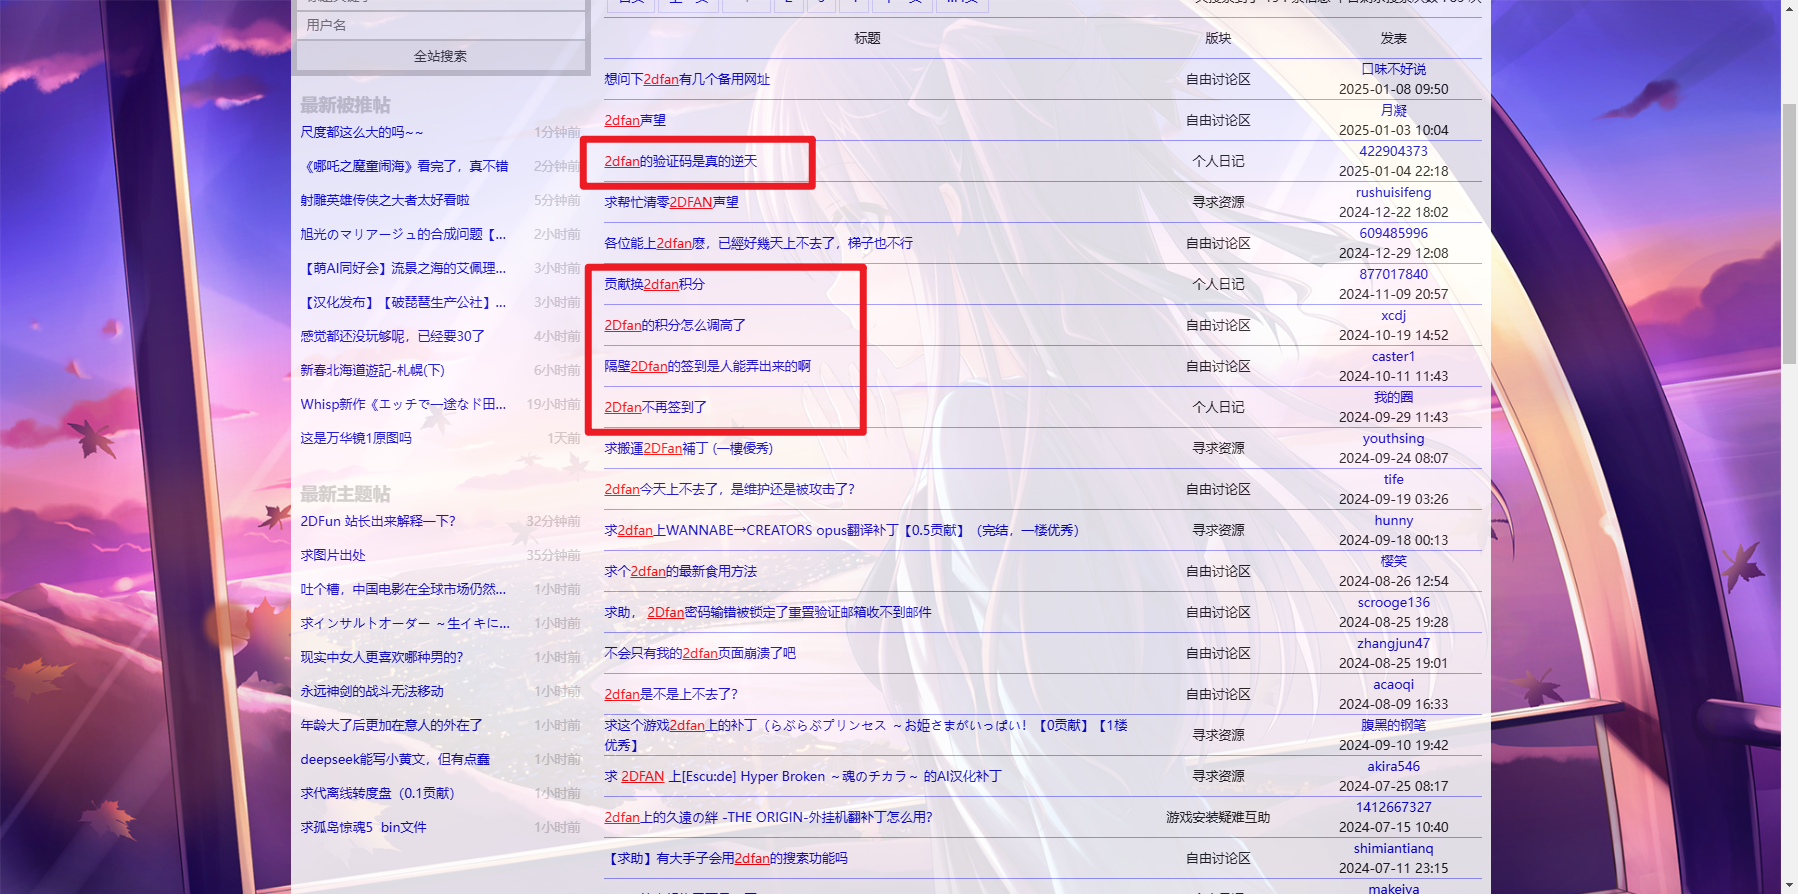 用户名
全站搜索
最新被推帖
尺度都这么大的吗~~ 1分钟前
《哪吒之魔童闹海》看完了，真不错 2分钟前
射雕英雄传侠之大者太好看啦 5分钟前
旭光のマリアージュ的合成问题【... 2小时前
【萌AI同好会】流景之海的艾佩理... 3小时前
【汉化发布】【破琵琶生产公社】... 3小时前
感觉都还没玩够呢，已经要30了 4小时前
新春北海道遊記-札幌(下) 6小时前
Whisp新作《エッチで一途なド田... 19小时前
这是万华镜1原图吗 1天前
最新主题帖
2DFun 站长出来解释一下？ 32分钟前
求图片出处 35分钟前
吐个槽，中国电影在全球市场仍然... 1小时前
求インサルトオーダー ～生イキに... 1小时前
现实中女人更喜欢哪种男的？ 1小时前
永远神剑的战斗无法移动 1小时前
年龄大了后更加在意人的外在了 1小时前
deepseek能写小黄文，但有点蠢 1小时前
求代离线转度盘（0.1贡献） 1小时前
求孤岛惊魂5 bin文件 1小时前
标题 版块 发表
想问下2dfan有几个备用网址 自由讨论区 口味不好说
2025-01-08 09:50
2dfan声望 自由讨论区 月凝
2025-01-03 10:04
2dfan的验证码是真的逆天 个人日记 422904373
2025-01-04 22:18
求帮忙清零2DFAN声望 寻求资源 rushuisifeng
2024-12-22 18:02
各位能上2dfan麽，已經好幾天上不去了，梯子也不行 自由讨论区 609485996
2024-12-29 12:08
贡献换2dfan积分 个人日记 877017840
2024-11-09 20:57
2Dfan的积分怎么调高了 自由讨论区 xcdj
2024-10-19 14:52
隔壁2Dfan的签到是人能弄出来的啊 自由讨论区 caster1
2024-10-11 11:43
2Dfan不再签到了 个人日记 我的圈
2024-09-29 11:43
求搬運2DFan補丁 (一樓優秀) 寻求资源 youthsing
2024-09-24 08:07
2dfan今天上不去了，是维护还是被攻击了？ 自由讨论区 tife
2024-09-19 03:26
求2dfan上WANNABE→CREATORS opus翻译补丁【0.5贡献】（完结，一楼优秀） 寻求资源 hunny
2024-09-18 00:13
求个2dfan的最新食用方法 自由讨论区 樱笑
2024-08-26 12:54
求助， 2Dfan密码输错被锁定了重置验证邮箱收不到邮件 自由讨论区 scrooge136
2024-08-25 19:28
不会只有我的2dfan页面崩溃了吧 自由讨论区 zhangjun47
2024-08-25 19:01
2dfan是不是上不去了？ 自由讨论区 acaoqi
2024-08-09 16:33
求这个游戏2dfan上的补丁（らぶらぶプリンセス ～お姫さまがいっぱい！【0贡献】【1楼
优秀】 寻求资源 腹黑的钢笔
2024-09-10 19:42
求 2DFAN 上[Escu:de] Hyper Broken ～魂のチカラ～ 的AI汉化补丁 寻求资源 akira546
2024-07-25 08:17
2dfan上的久遠の絆 -THE ORIGIN-外挂机翻补丁怎么用？ 游戏安装疑难互助 1412667327
2024-07-15 10:40
【求助】有大手子会用2dfan的搜索功能吗 自由讨论区 shimiantianq
2024-07-11 23:15
makeiya